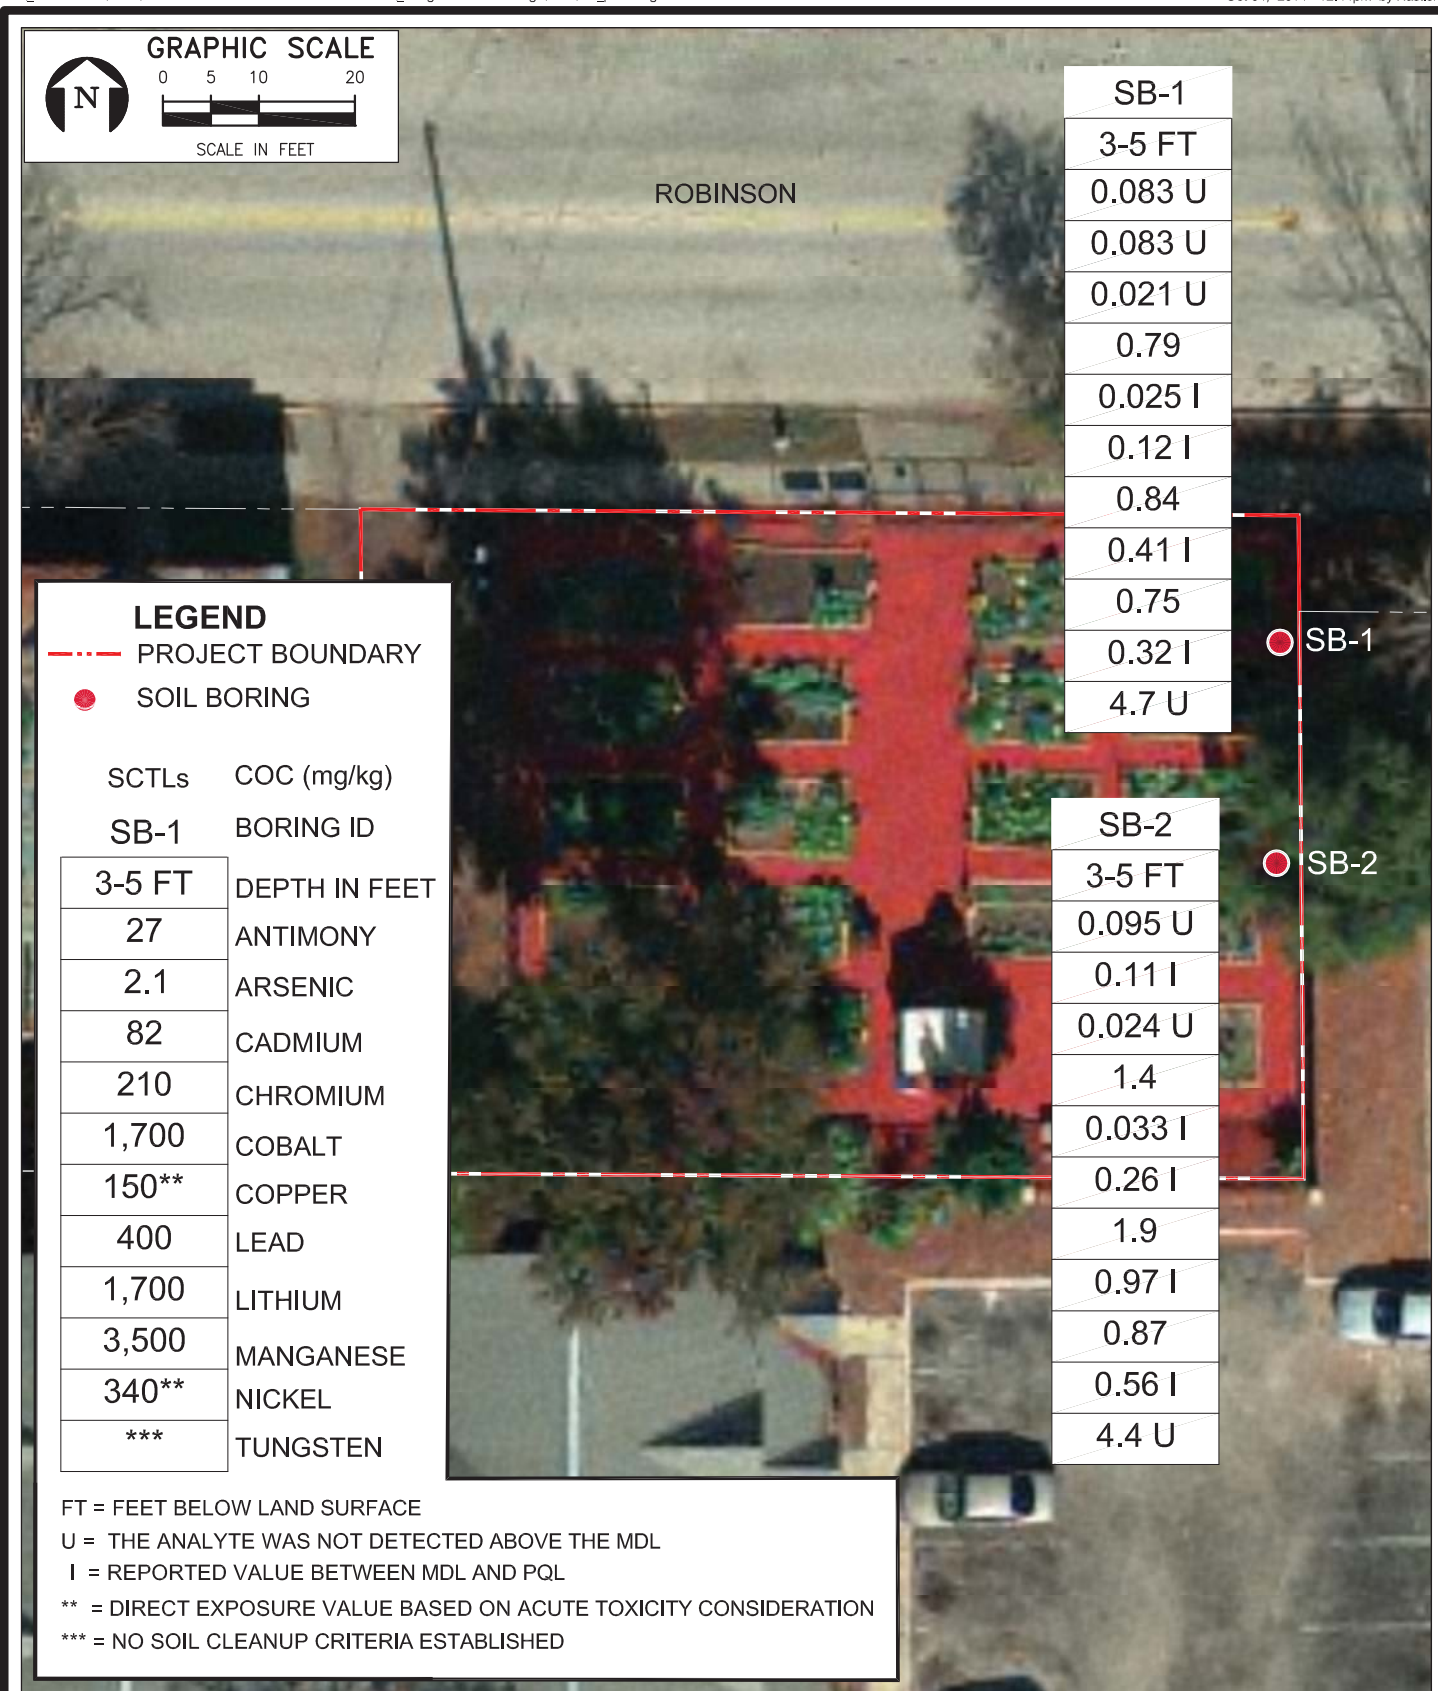 GRAPHIC SCALE
0 5 10 20
N
SCALE IN FEET
ROBINSON
SB-1
3-5 FT
0.083 U
0.083 U
0.021 U
0.79
0.025 I
0.12 I
0.84
0.41 I
0.75
0.32 I
4.7 U
SB-1
SB-2
SB-2
3-5 FT
0.095 U
0.11 I
0.024 U
1.4
0.033 I
0.26 I
1.9
0.97 I
0.87
0.56 I
4.4 U
LEGEND
PROJECT BOUNDARY
SOIL BORING
SCTLs COC (mg/kg)
SB-1 BORING ID
3-5 FT DEPTH IN FEET
27 ANTIMONY
2.1 ARSENIC
82 CADMIUM
210 CHROMIUM
1,700 COBALT
150** COPPER
400 LEAD
1,700 LITHIUM
3,500 MANGANESE
340** NICKEL
*** TUNGSTEN
FT = FEET BELOW LAND SURFACE
U = THE ANALYTE WAS NOT DETECTED ABOVE THE MDL
I = REPORTED VALUE BETWEEN MDL AND PQL
** = DIRECT EXPOSURE VALUE BASED ON ACUTE TOXICITY CONSIDERATION
*** = NO SOIL CLEANUP CRITERIA ESTABLISHED